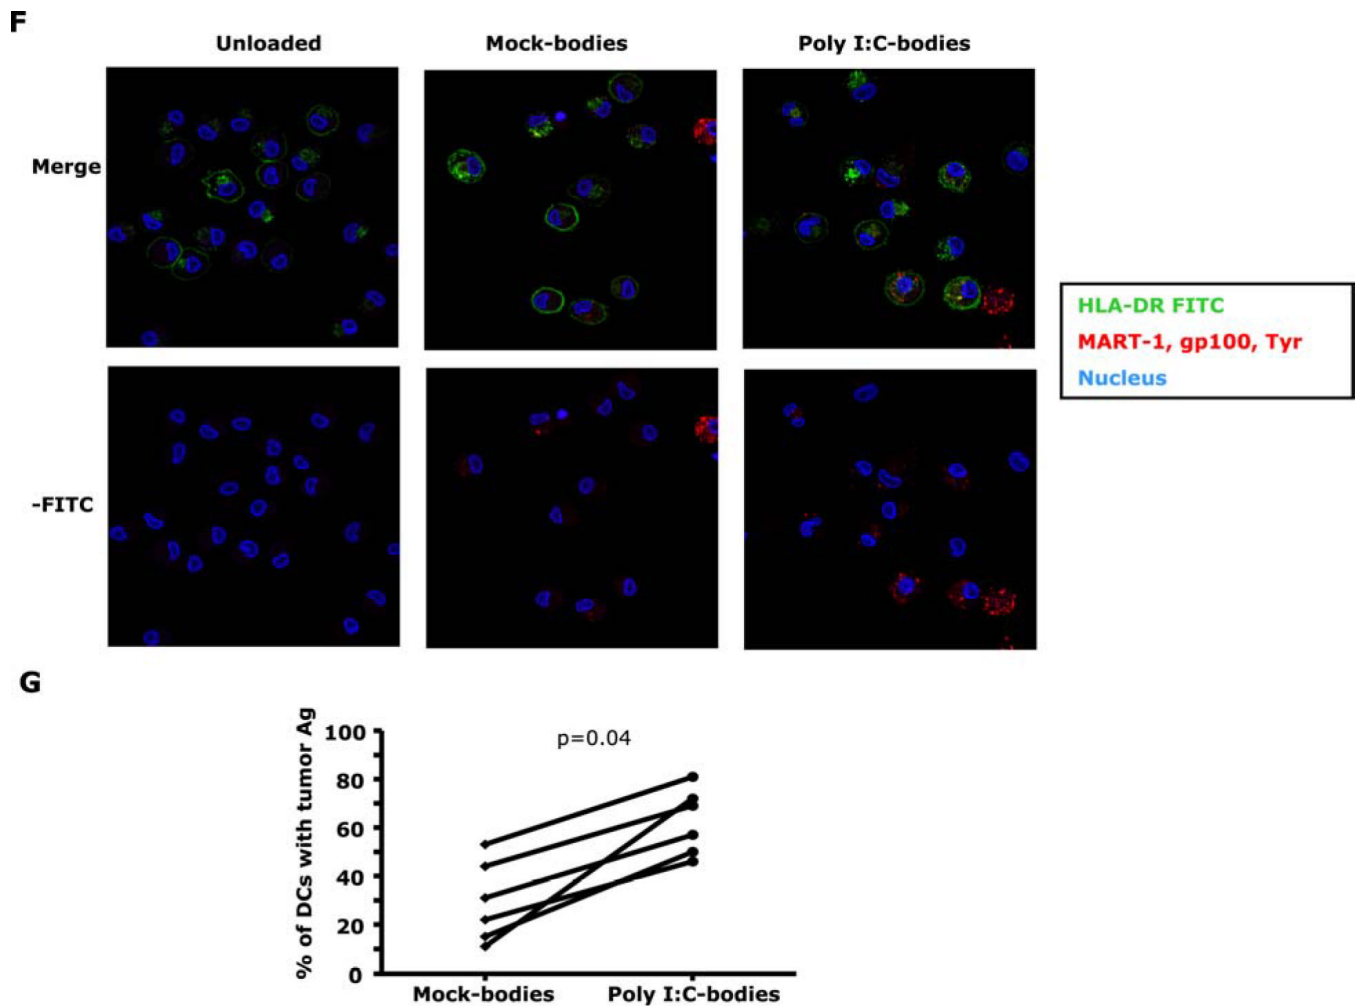 F
Unloaded Mock-bodies Poly I:C-bodies
Merge
HLA-DR FITC
MART-1, gp100, Tyr
Nucleus
-FITC
G
% of DCs with tumor Ag
100
80
60
40
20
0
p=0.04
Mock-bodies Poly I:C-bodies